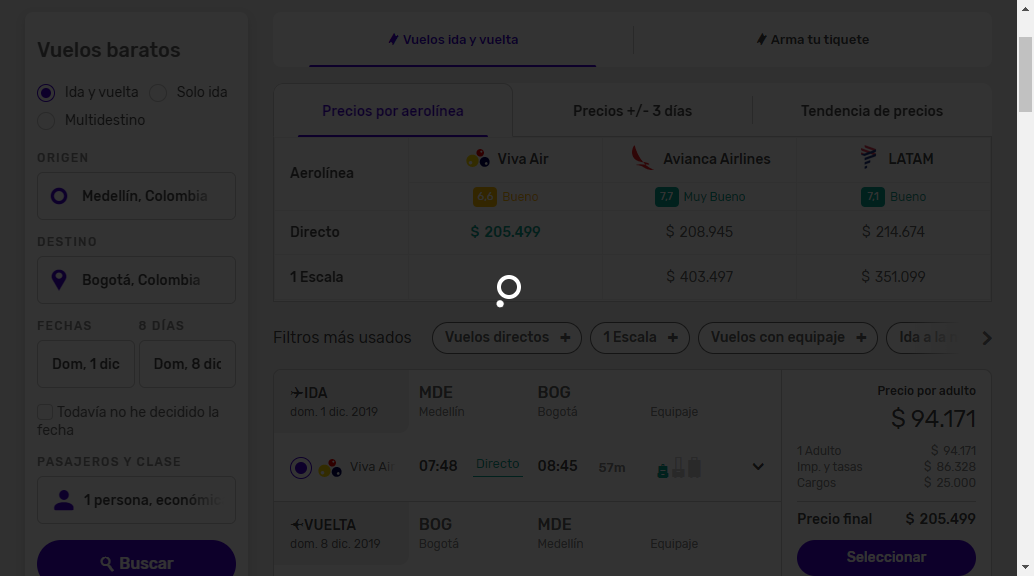 Vuelos baratos
Ida y vuelta
Solo ida
Multidestino
ORIGEN
Medellín, Colombia
DESTINO
Bogotá, Colombia
FECHAS
8 DÍAS
Dom, 1 dic
Dom, 8 dic
Todavía no he decidido la
fecha
PASAJEROS Y CLASE
1 persona, económic
Buscar
Vuelos ida y vuelta
Arma tu tiquete
Precios por aerolínea
Precios +/- 3 días
Tendencia de precios
Aerolínea
Viva Air
Avianca Airlines
LATAM
6,6 Bueno
7,7 Muy Bueno
7,1 Bueno
Directo
$ 205.499
$ 208.945
$ 214.674
1 Escala
$ 403.497
$ 351.099
Filtros más usados
Vuelos directos +
1 Escala +
Vuelos con equipaje +
Ida a la
IDA
MDE
BOG
dom. 1 dic. 2019
Medellín
Bogotá
Equipaje
Viva Air
07:48
Directo
08:45
57m
VUELTA
BOG
MDE
dom. 8 dic. 2019
Bogotá
Medellín
Equipaje
Precio por adulto
$ 94.171
1 Adulto $ 94.171
Imp. y tasas $ 86.328
Cargos $ 25.000
Precio final $ 205.499
Seleccionar